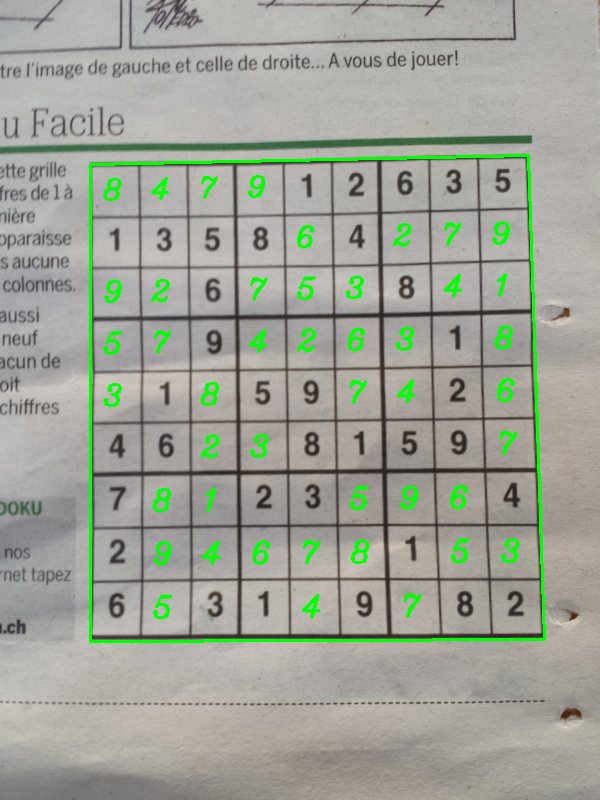 tre l'image de gauche et celle de droite... A vous de jouer!
u Facile
ette grille
ffres de 1 à
nière
pparaisse
s aucune
colonnes.
aussi
neuf
acun de
oit
chiffres
DOKU
nos
rnet tapez
.ch
8 4 7 9 1 2 6 3 5
1 3 5 8 6 4 2 7 9
9 2 6 7 5 3 8 4 1
5 7 9 4 2 6 3 1 8
3 1 8 5 9 7 4 2 6
4 6 2 3 8 1 5 9 7
7 8 1 2 3 5 9 6 4
2 9 4 6 7 8 1 5 3
6 5 3 1 4 9 7 8 2